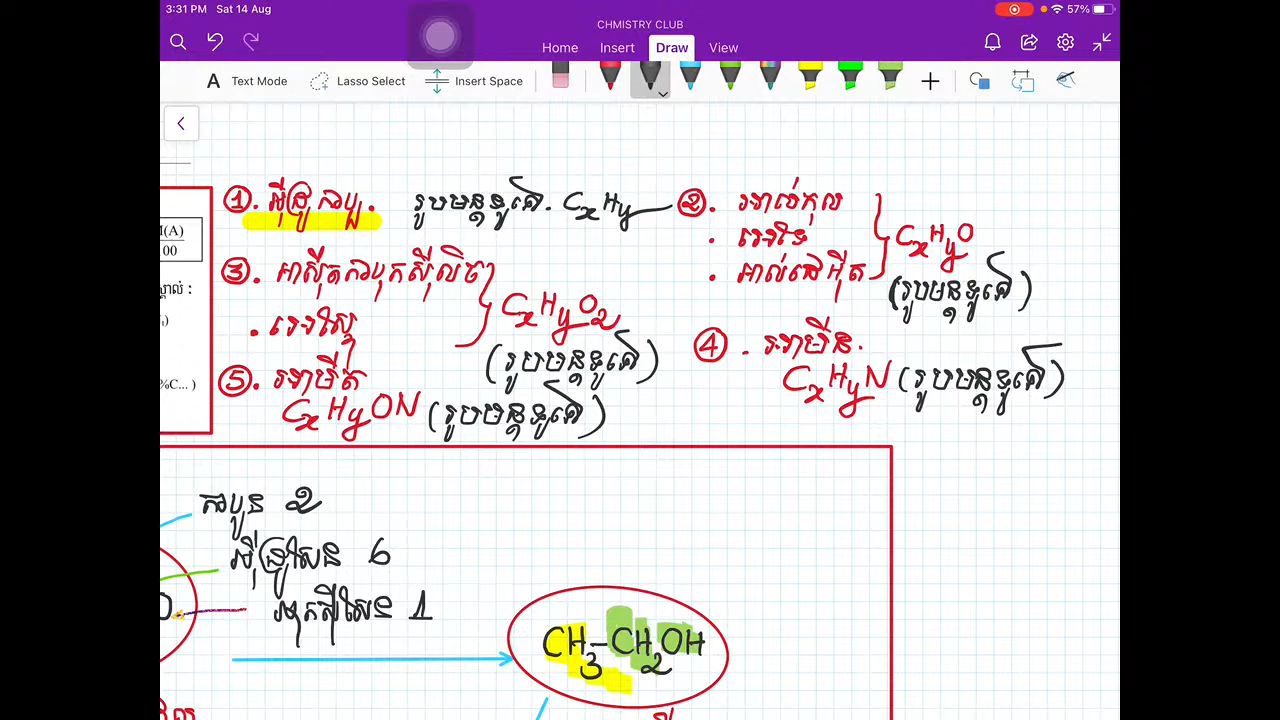 3:31 PM Sat 14 Aug
57%
CHMISTRY CLUB
Home Insert Draw View
Text Mode Lasso Select Insert Space
① . អ៊ីដ្រូកាបួ . រូបមន្តទូទៅ . CxHy
② . អាល់កុល
. អេទែ
. អាល់ដេអ៊ីត
CxHyO
(រូបមន្តទូទៅ)
③ . អាស៊ីតកាបុកស៊ីលិច
. អេស្ទែ
CxHyO2
(រូបមន្តទូទៅ)
④ . អាមីន .
CxHyN (រូបមន្តទូទៅ)
⑤ . អាមីត
CxHyON (រូបមន្តទូទៅ)
M(A)
00
ស្គាល់ :
%C... )
កាបូន 2
អ៊ីដ្រូសែន 6
អុកស៊ីសែន 1
CH3-CH2OH